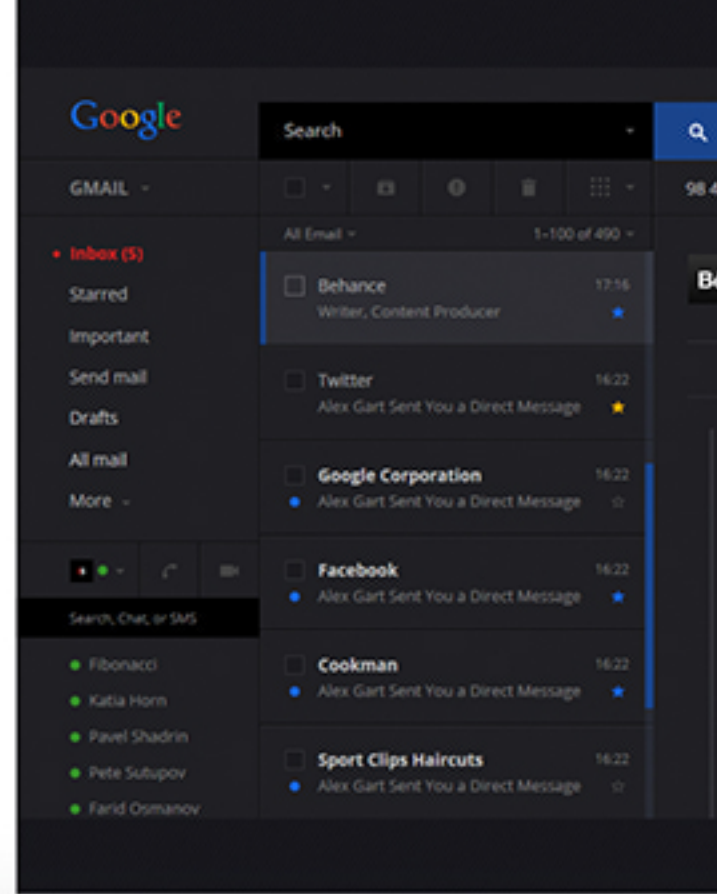 Google
Search
GMAIL
98 4
All Email
1–100 of 490
Inbox (5)
Starred
Important
Send mail
Drafts
All mail
More
Behance
17:16
Writer, Content Producer
Be
Twitter
16:22
Alex Gart Sent You a Direct Message
Google Corporation
16:22
Alex Gart Sent You a Direct Message
Facebook
16:22
Alex Gart Sent You a Direct Message
Cookman
16:22
Alex Gart Sent You a Direct Message
Sport Clips Haircuts
16:22
Alex Gart Sent You a Direct Message
Search, Chat, or SMS
Fibonacci
Katia Horn
Pavel Shadrin
Pete Sutupov
Farid Osmanov